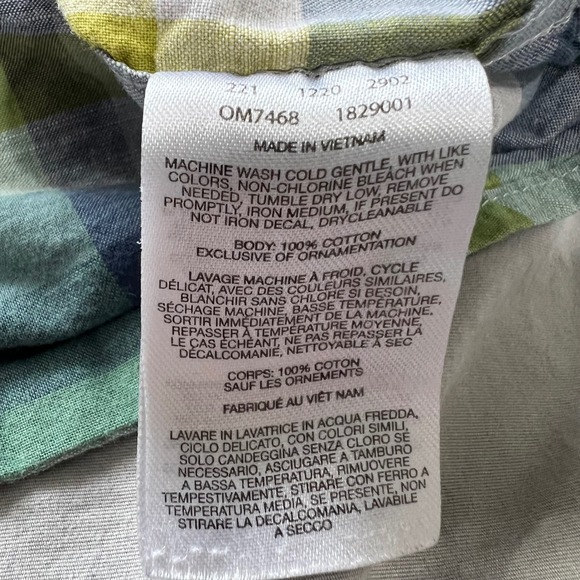 221 1220 2902
OM7468 1829001
MADE IN VIETNAM
MACHINE WASH COLD GENTLE, WITH LIKE
COLORS, NON-CHLORINE BLEACH WHEN
NEEDED, TUMBLE DRY LOW, REMOVE
PROMPTLY, IRON MEDIUM, IF PRESENT DO
NOT IRON DECAL, DRYCLEANABLE
BODY: 100% COTTON
EXCLUSIVE OF ORNAMENTATION
LAVAGE MACHINE À FROID, CYCLE
DÉLICAT, AVEC DES COULEURS SIMILAIRES,
BLANCHIR SANS CHLORE SI BESOIN,
SÉCHAGE MACHINE, BASSE TEMPÉRATURE,
SORTIR IMMÉDIATEMENT DE LA MACHINE.
REPASSER À TEMPÉRATURE MOYENNE,
LE CAS ÉCHÉANT, NE PAS REPASSER LA
DÉCALCOMANIE, NETTOYABLE À SEC
CORPS: 100% COTON
SAUF LES ORNEMENTS
FABRIQUÉ AU VIÊT NAM
LAVARE IN LAVATRICE IN ACQUA FREDDA,
CICLO DELICATO, CON COLORI SIMILI,
SOLO CANDEGGINA SENZA CLORO SE
NECESSARIO, ASCIUGARE A TAMBURO
A BASSA TEMPERATURA, RIMUOVERE
TEMPESTIVAMENTE, STIRARE CON FERRO A
TEMPERATURA MEDIA, SE PRESENTE, NON
STIRARE LA DECALCOMANIA, LAVABILE
A SECCO